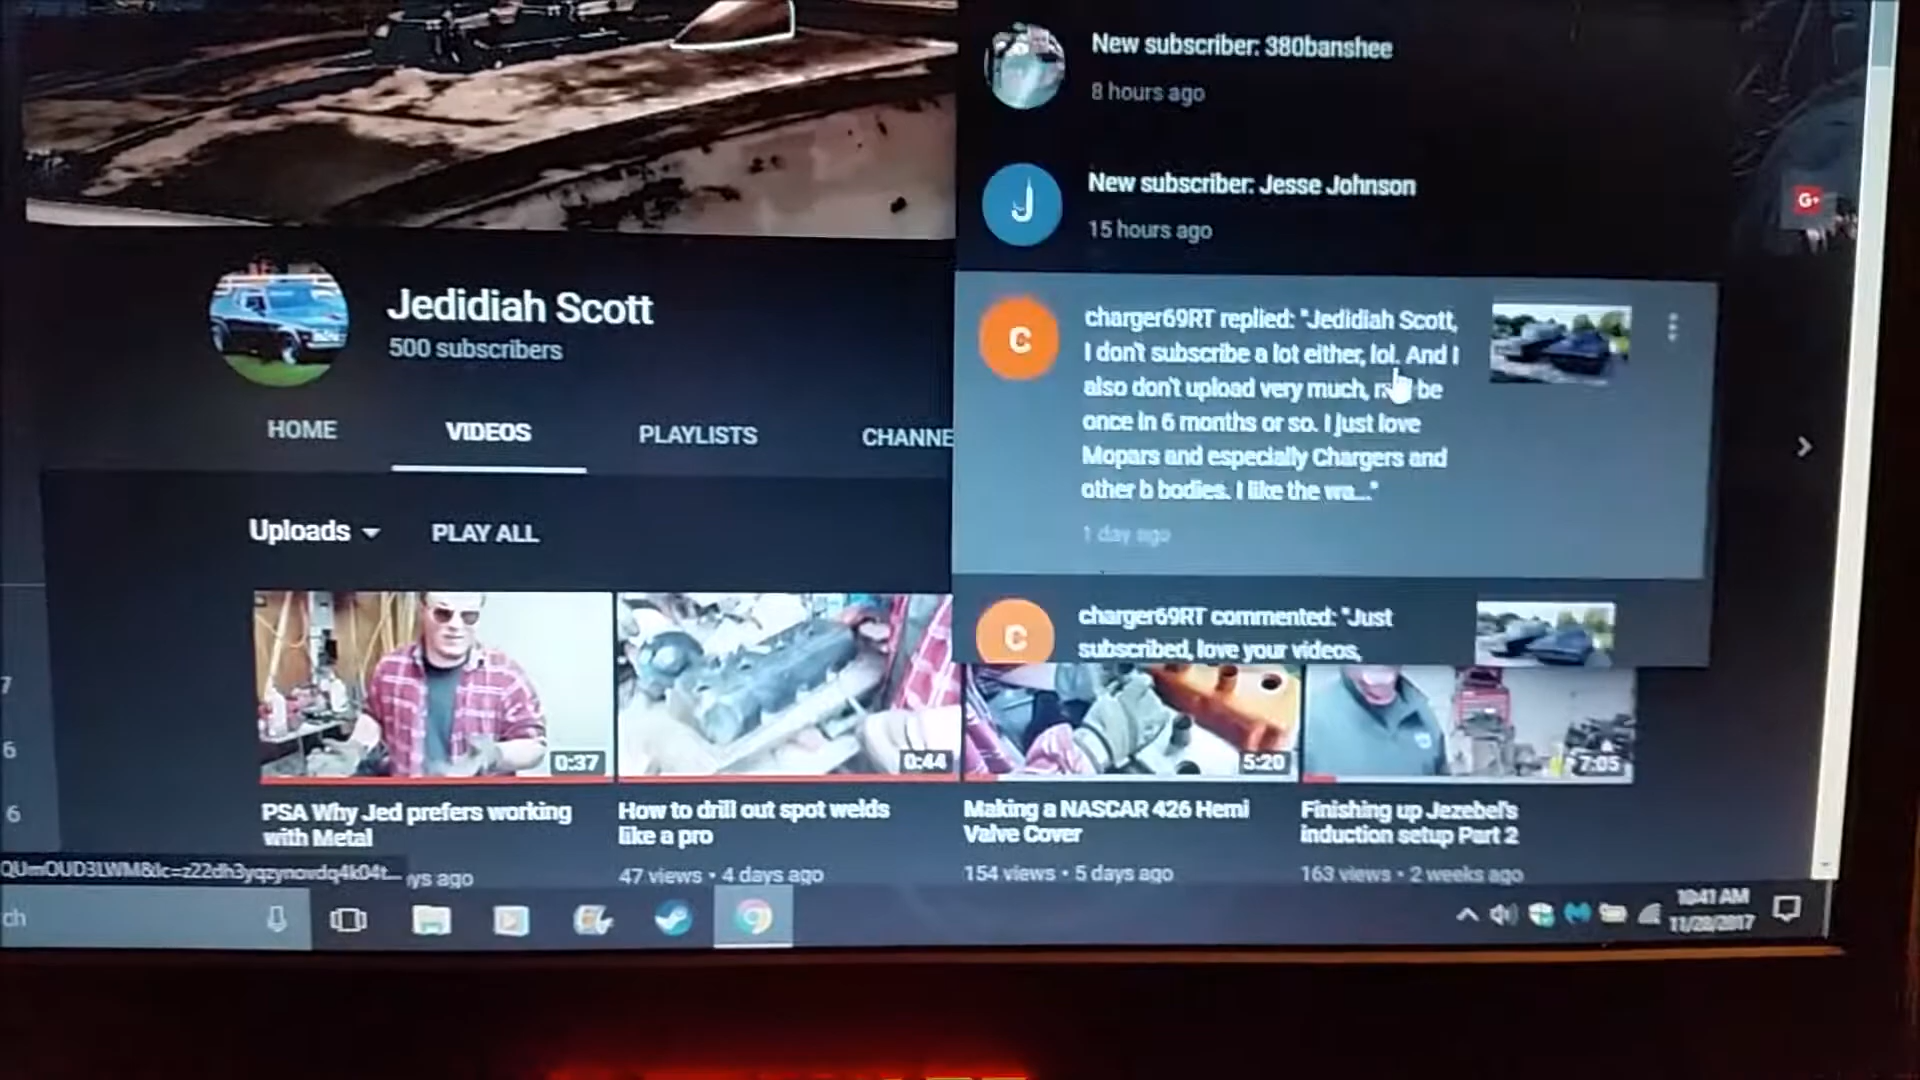 New subscriber: 380banshee
8 hours ago
J
New subscriber: Jesse Johnson
15 hours ago
G+
Jedidiah Scott
500 subscribers
C
charger69RT replied: "Jedidiah Scott,
I don't subscribe a lot either, lol. And I
also don't upload very much, be
once in 6 months or so. I just love
Mopars and especially Chargers and
other b bodies. I like the wa..."
1 day ago
HOME
VIDEOS
PLAYLISTS
CHANNE
Uploads
PLAY ALL
C
charger69RT commented: "Just
subscribed, love your videos,
7
6
6
0:37
0:44
5:20
7:05
PSA Why Jed prefers working
with Metal
ys ago
How to drill out spot welds
like a pro
47 views • 4 days ago
Making a NASCAR 426 Hemi
Valve Cover
154 views • 5 days ago
Finishing up Jezebel's
induction setup Part 2
163 views • 2 weeks ago
ch
10:41 AM
11/28/2017